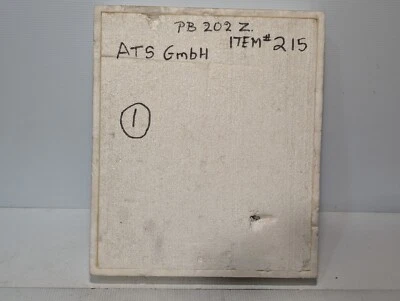 PB 202 Z.
ITEM# 215
ATS GmbH
1